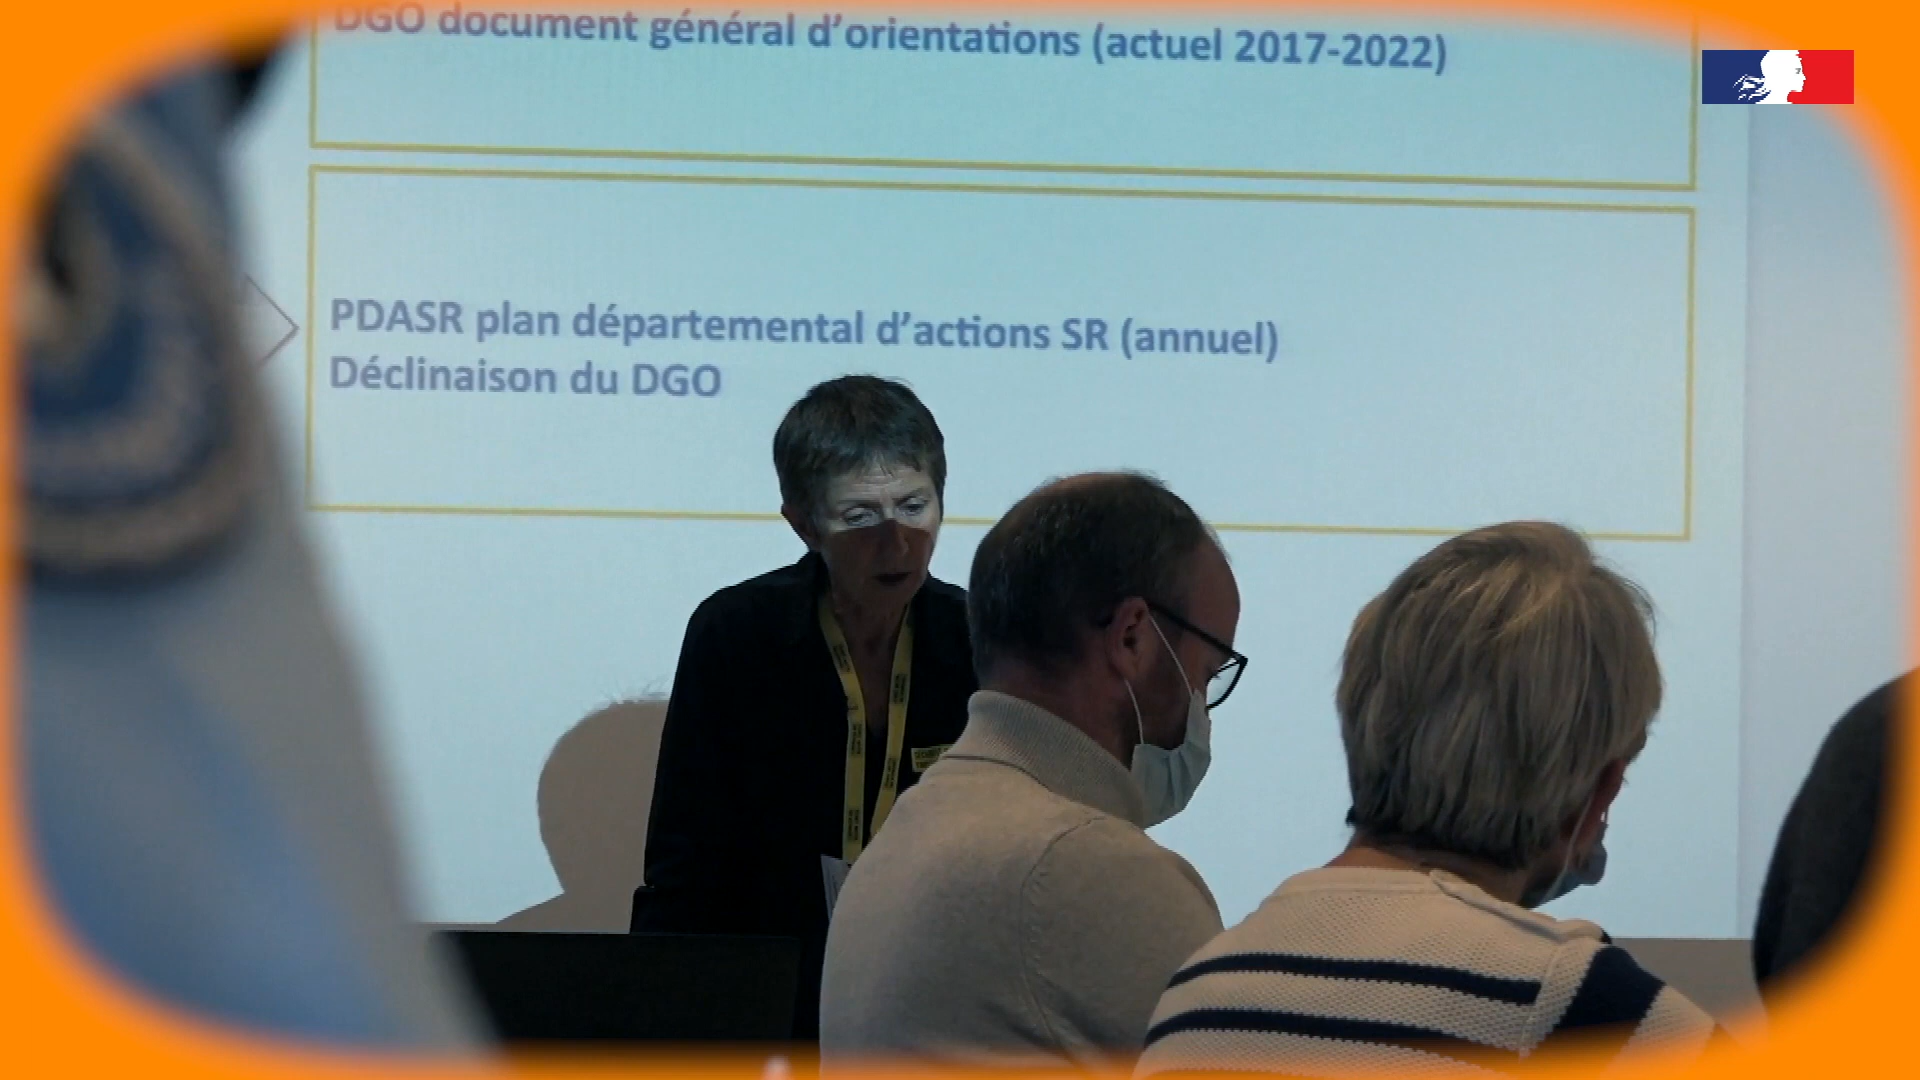 DGO document général d’orientations (actuel 2017-2022)
PDASR plan départemental d’actions SR (annuel)
Déclinaison du DGO